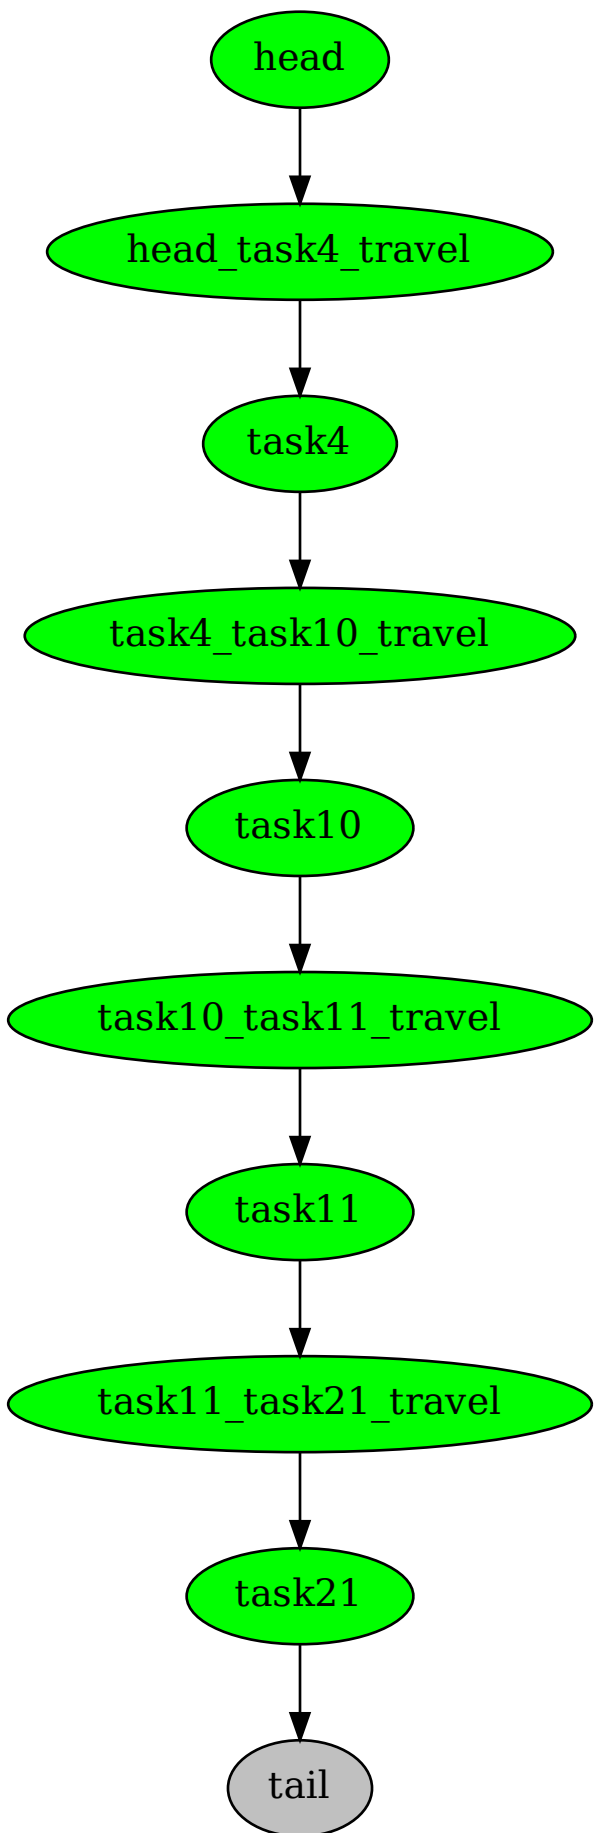 head
head_task4_travel
task4
task4_task10_travel
task10
task10_task11_travel
task11
task11_task21_travel
task21
tail